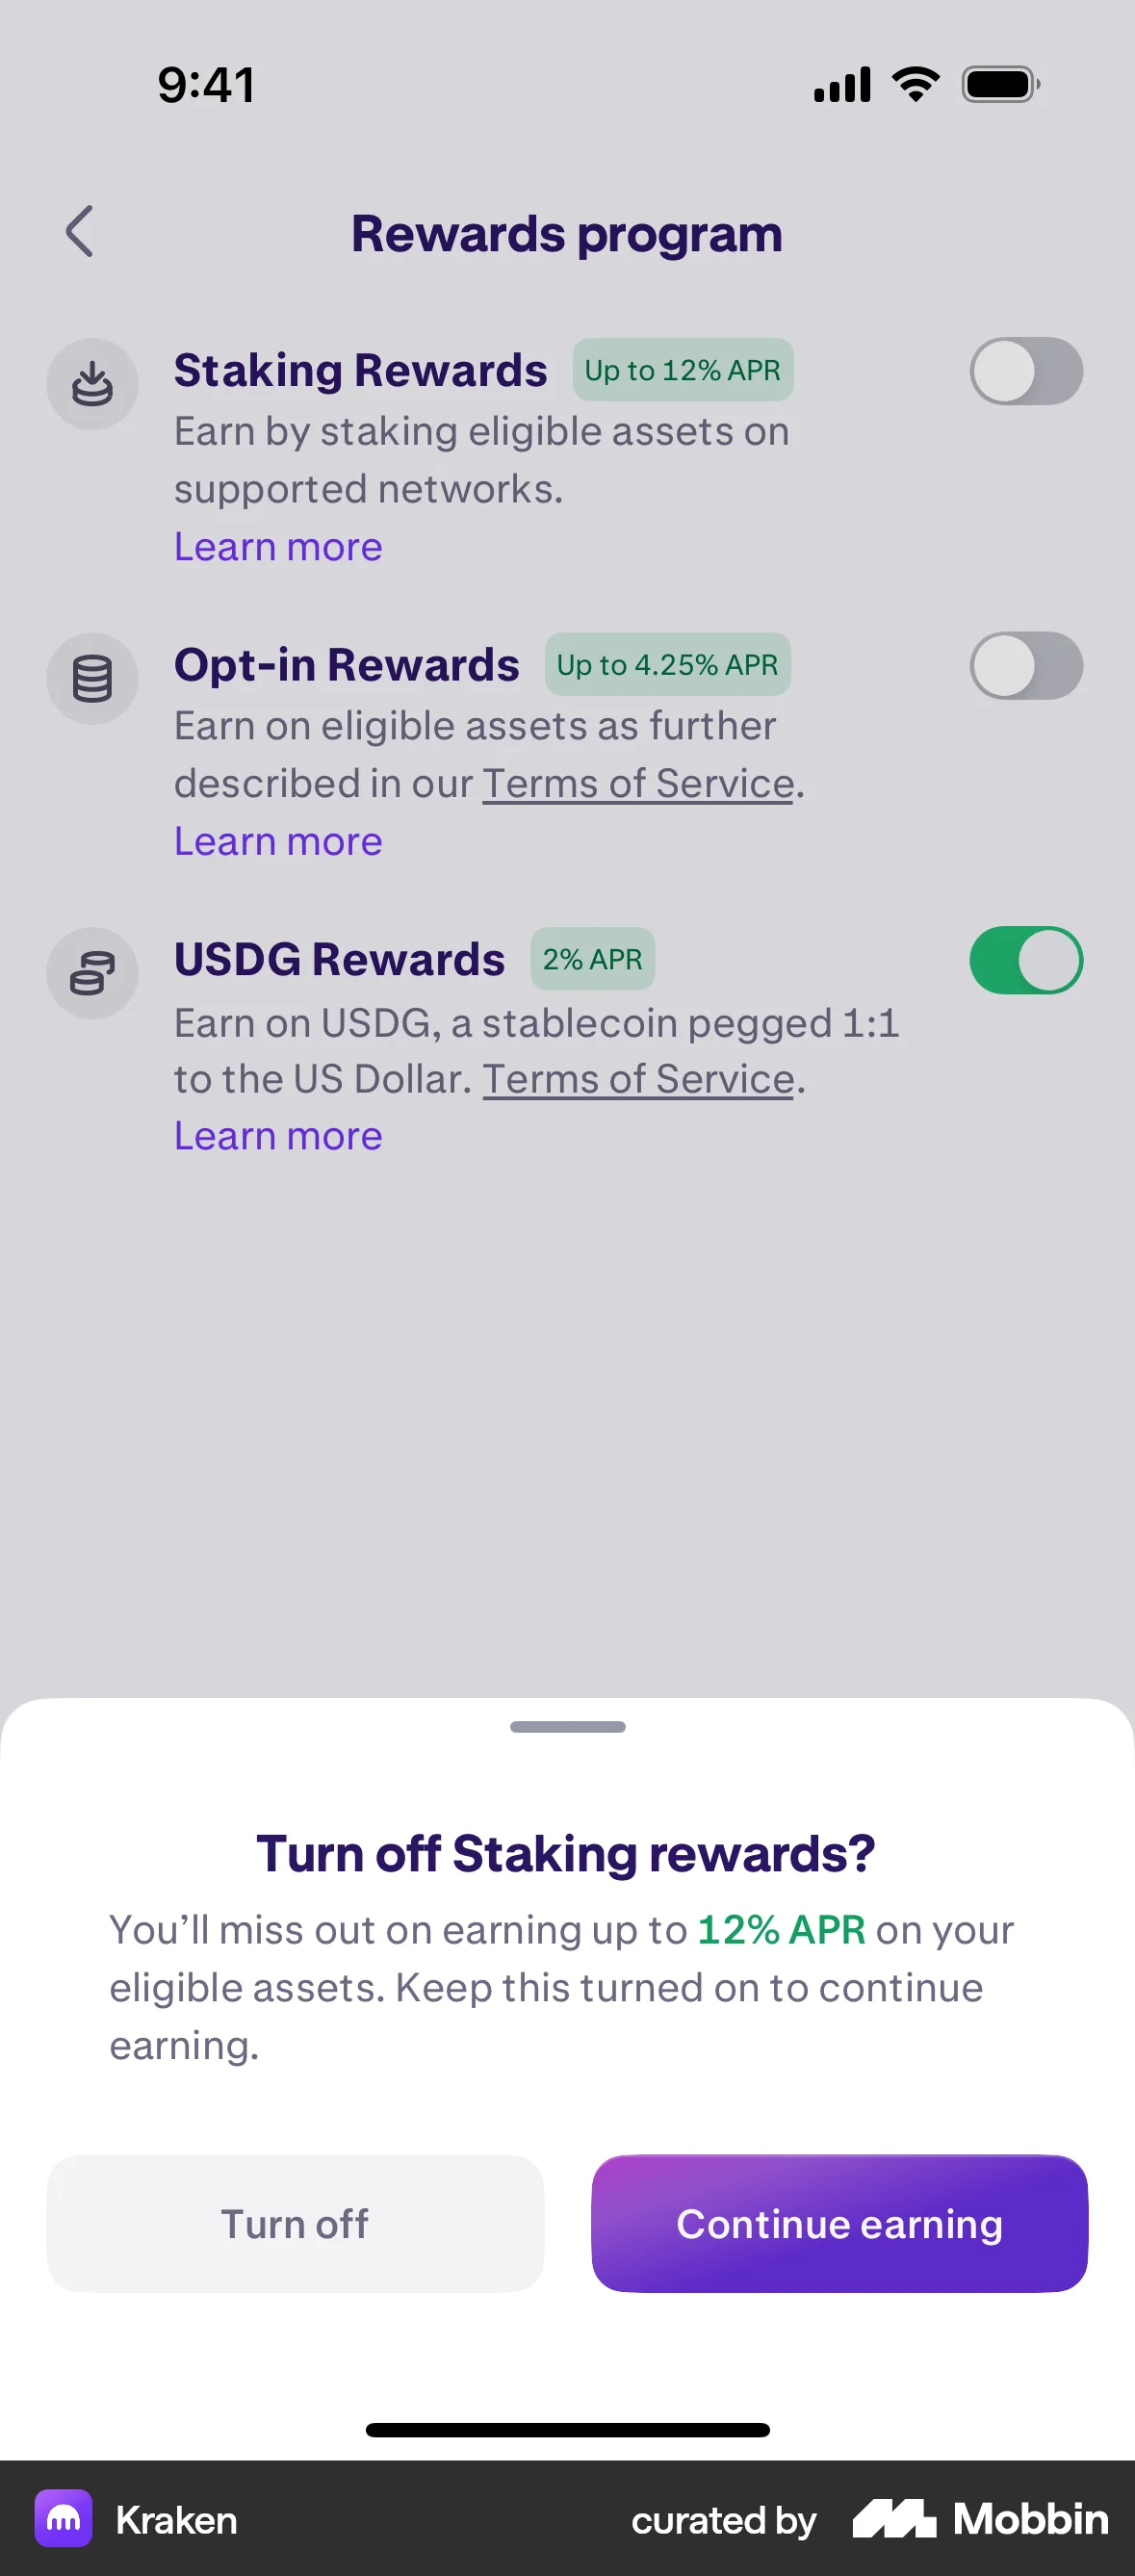 9:41
Rewards program
Staking Rewards Up to 12% APR
Earn by staking eligible assets on
supported networks.
Learn more
Opt-in Rewards Up to 4.25% APR
Earn on eligible assets as further
described in our Terms of Service.
Learn more
USDG Rewards 2% APR
Earn on USDG, a stablecoin pegged 1:1
to the US Dollar. Terms of Service.
Learn more
Turn off Staking rewards?
You’ll miss out on earning up to 12% APR on your
eligible assets. Keep this turned on to continue
earning.
Turn off Continue earning
Kraken curated by Mobbin